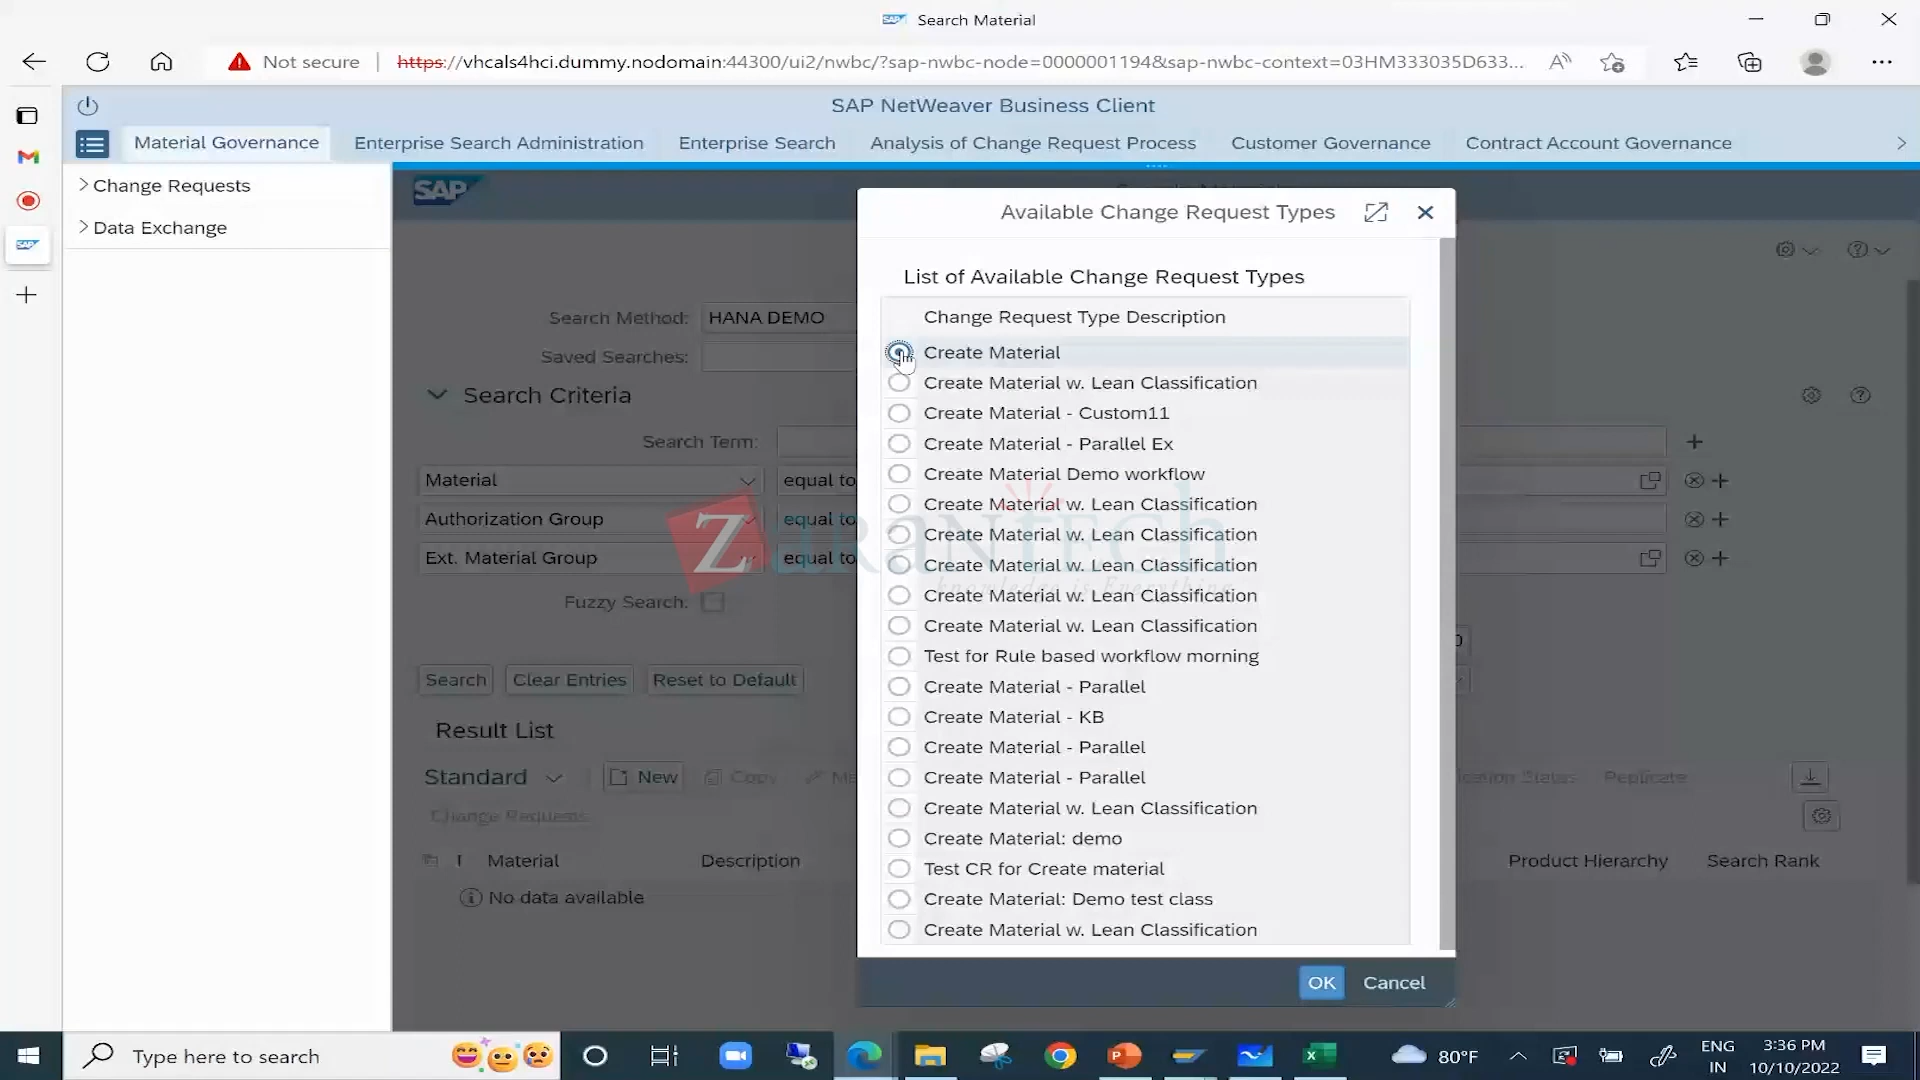 SAP Search Material
Not secure https://vhcals4hci.dummy.nodomain:44300/ui2/nwbc/?sap-nwbc-node=0000001194&sap-nwbc-context=03HM333035D633...
SAP NetWeaver Business Client
Material Governance Enterprise Search Administration Enterprise Search Analysis of Change Request Process Customer Governance Contract Account Governance
Change Requests
Data Exchange
SAP
Available Change Request Types
List of Available Change Request Types
Change Request Type Description
Create Material
Create Material w. Lean Classification
Create Material - Custom11
Create Material - Parallel Ex
Create Material Demo workflow
Create Material w. Lean Classification
Create Material w. Lean Classification
Create Material w. Lean Classification
Create Material w. Lean Classification
Create Material w. Lean Classification
Test for Rule based workflow morning
Create Material - Parallel
Create Material - KB
Create Material - Parallel
Create Material - Parallel
Create Material w. Lean Classification
Create Material: demo
Test CR for Create material
Create Material: Demo test class
Create Material w. Lean Classification
OK Cancel
Search Method: HANA DEMO
Saved Searches:
Search Criteria
Search Term:
Material equal to
Authorization Group equal to
Ext. Material Group equal to
Fuzzy Search:
Search Clear Entries Reset to Default
Result List
Standard New Copy Replicate
Change Requests
Material Description Product Hierarchy Search Rank
No data available
ZARANTECH
knowledge is Everything
Type here to search
80°F ENG IN 3:36 PM 10/10/2022